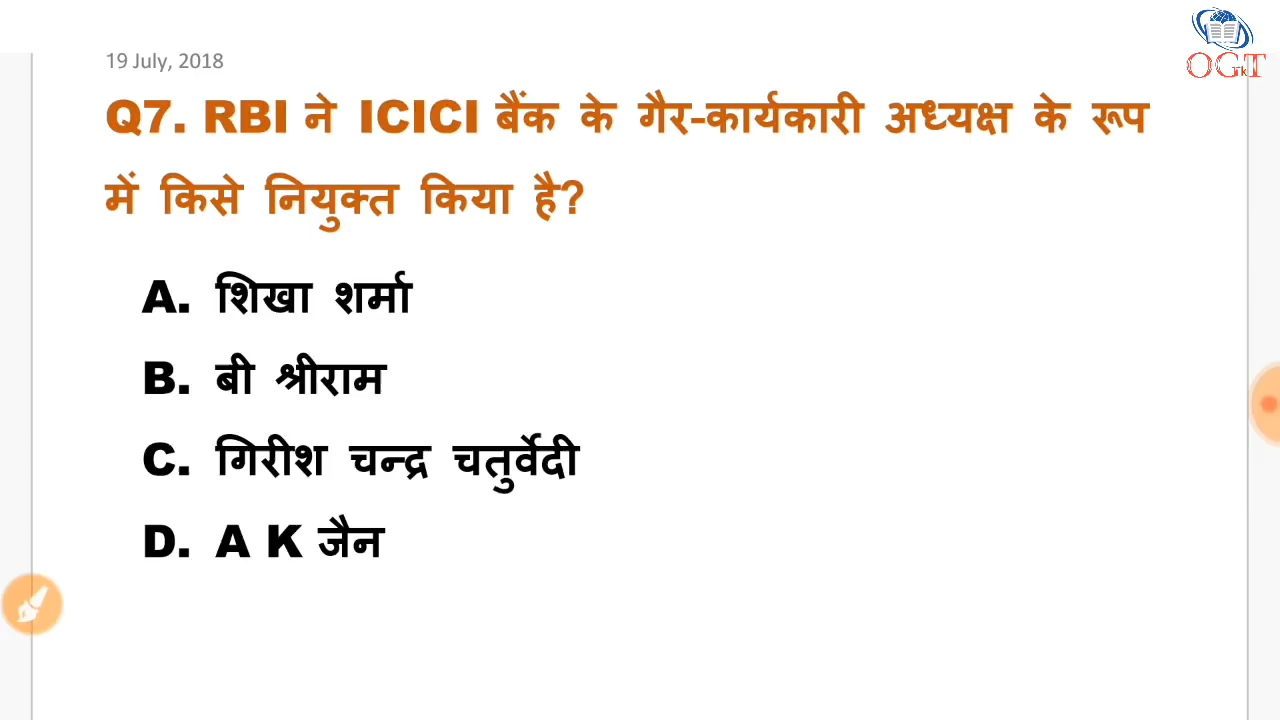 19 July, 2018
OGT
Q7. RBI ने ICICI बैंक के गैर-कार्यकारी अध्यक्ष के रूप
में किसे नियुक्त किया है?
A. शिखा शर्मा
B. बी श्रीराम
C. गिरीश चन्द्र चतुर्वेदी
D. A K जैन